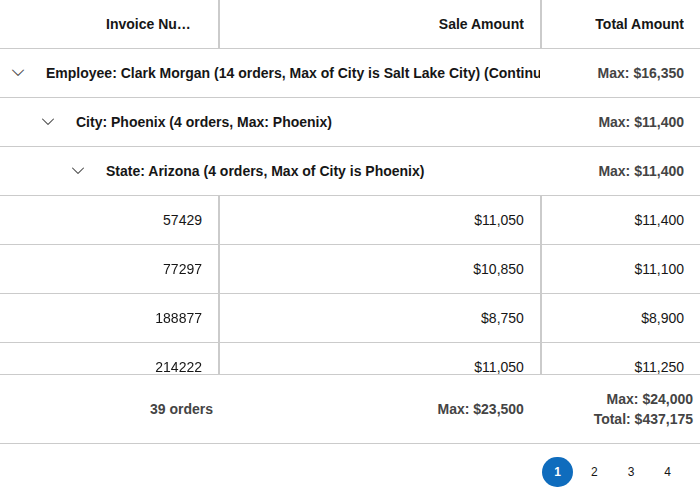 Invoice Nu… Sale Amount Total Amount
Employee: Clark Morgan (14 orders, Max of City is Salt Lake City) (Continu Max: $16,350
City: Phoenix (4 orders, Max: Phoenix) Max: $11,400
State: Arizona (4 orders, Max of City is Phoenix) Max: $11,400
57429 $11,050 $11,400
77297 $10,850 $11,100
188877 $8,750 $8,900
214222 $11,050 $11,250
39 orders Max: $23,500 Max: $24,000
Total: $437,175
1 2 3 4